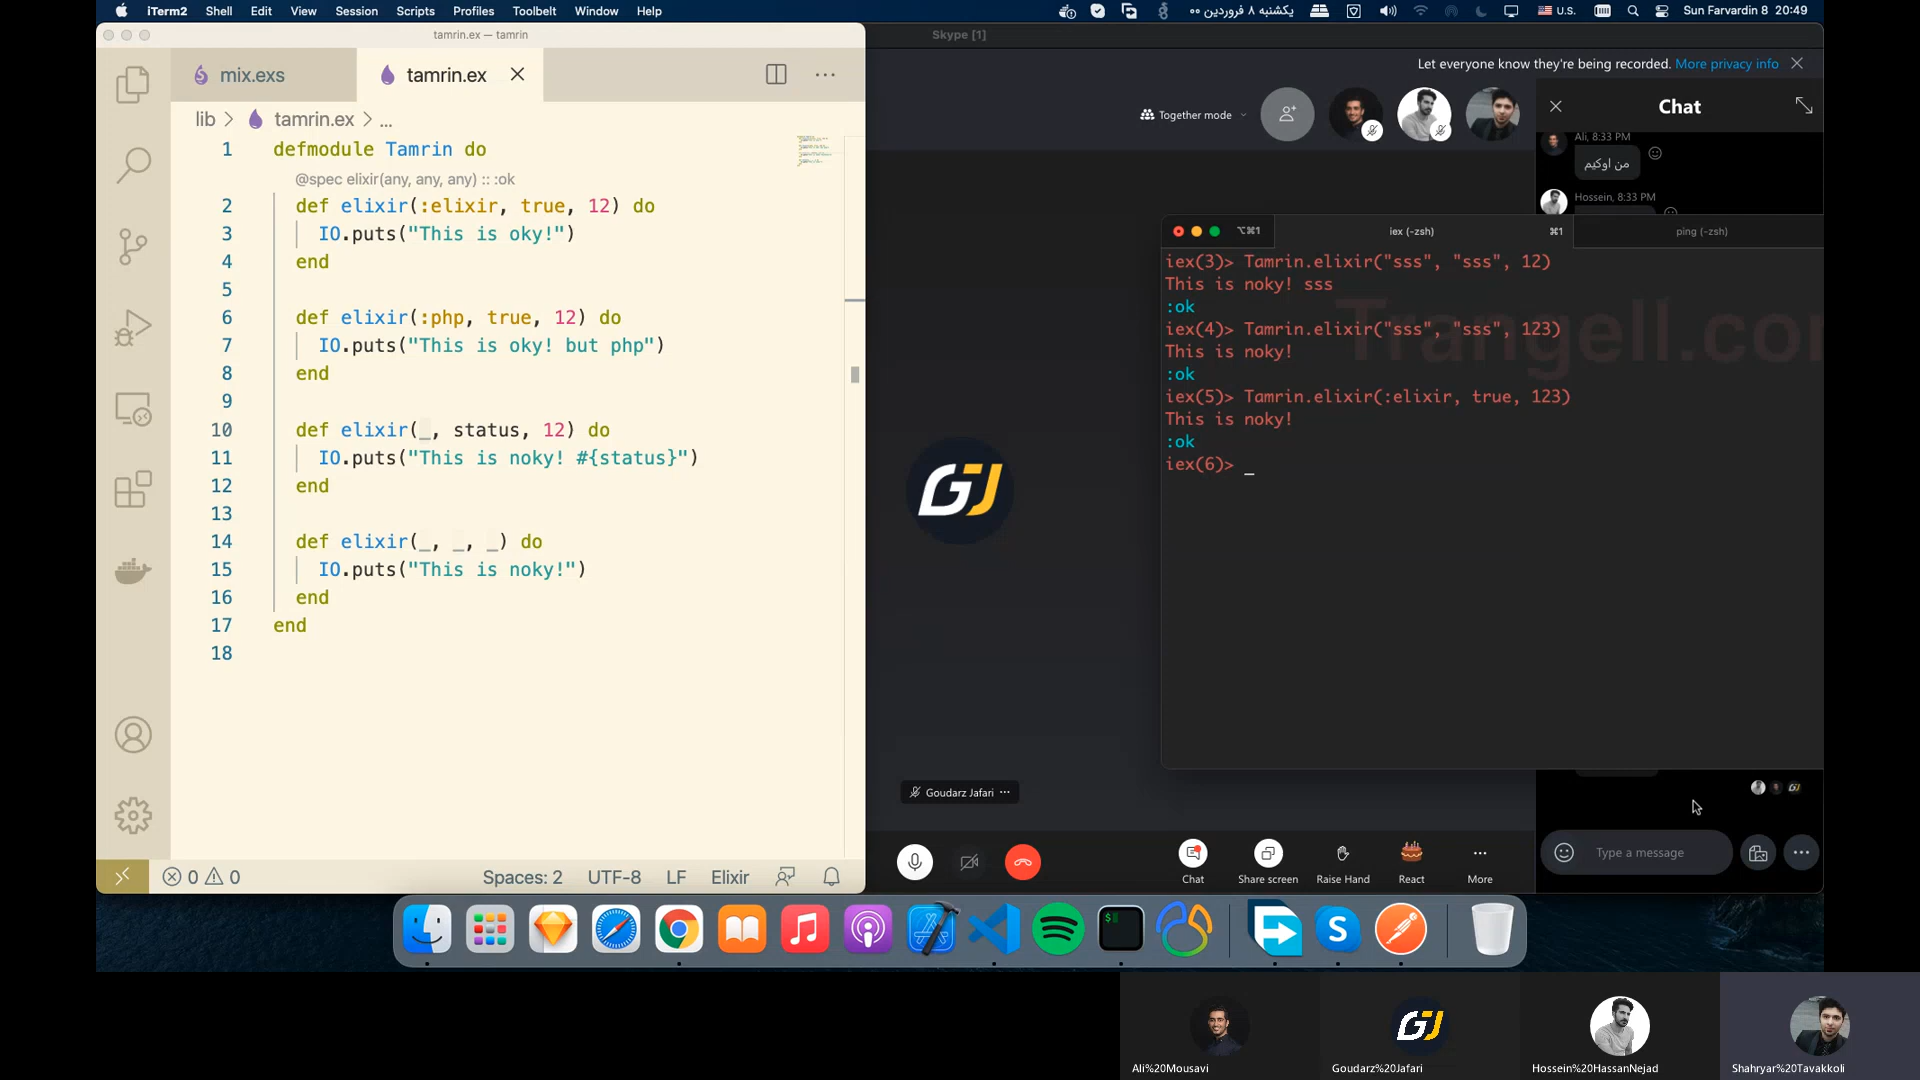 iTerm2 Shell Edit View Session Scripts Profiles Toolbelt Window Help
یکشنبه ۸ فروردین ۰۰ U.S. Sun Farvardin 8 20:49
tamrin.ex — tamrin
mix.exs
tamrin.ex
lib > tamrin.ex > ...
1 defmodule Tamrin do
@spec elixir(any, any, any) :: :ok
2 def elixir(:elixir, true, 12) do
3 IO.puts("This is oky!")
4 end
5
6 def elixir(:php, true, 12) do
7 IO.puts("This is oky! but php")
8 end
9
10 def elixir(_, status, 12) do
11 IO.puts("This is noky! #{status}")
12 end
13
14 def elixir(_, _, _) do
15 IO.puts("This is noky!")
16 end
17 end
18
0 0 Spaces: 2 UTF-8 LF Elixir
Skype [1]
Let everyone know they're being recorded. More privacy info
Together mode
Chat
Ali, 8:33 PM
من اوکیم
Hossein, 8:33 PM
⌥⌘1 iex (-zsh) ⌘1 ping (-zsh)
iex(3)> Tamrin.elixir("sss", "sss", 12)
This is noky! sss
:ok
iex(4)> Tamrin.elixir("sss", "sss", 123)
This is noky!
:ok
iex(5)> Tamrin.elixir(:elixir, true, 123)
This is noky!
:ok
iex(6)> _
Trangell.com
GJ
Goudarz Jafari ...
Type a message
Chat Share screen Raise Hand React More
GJ
Ali%20Mousavi Goudarz%20Jafari Hossein%20HassanNejad Shahryar%20Tavakkoli